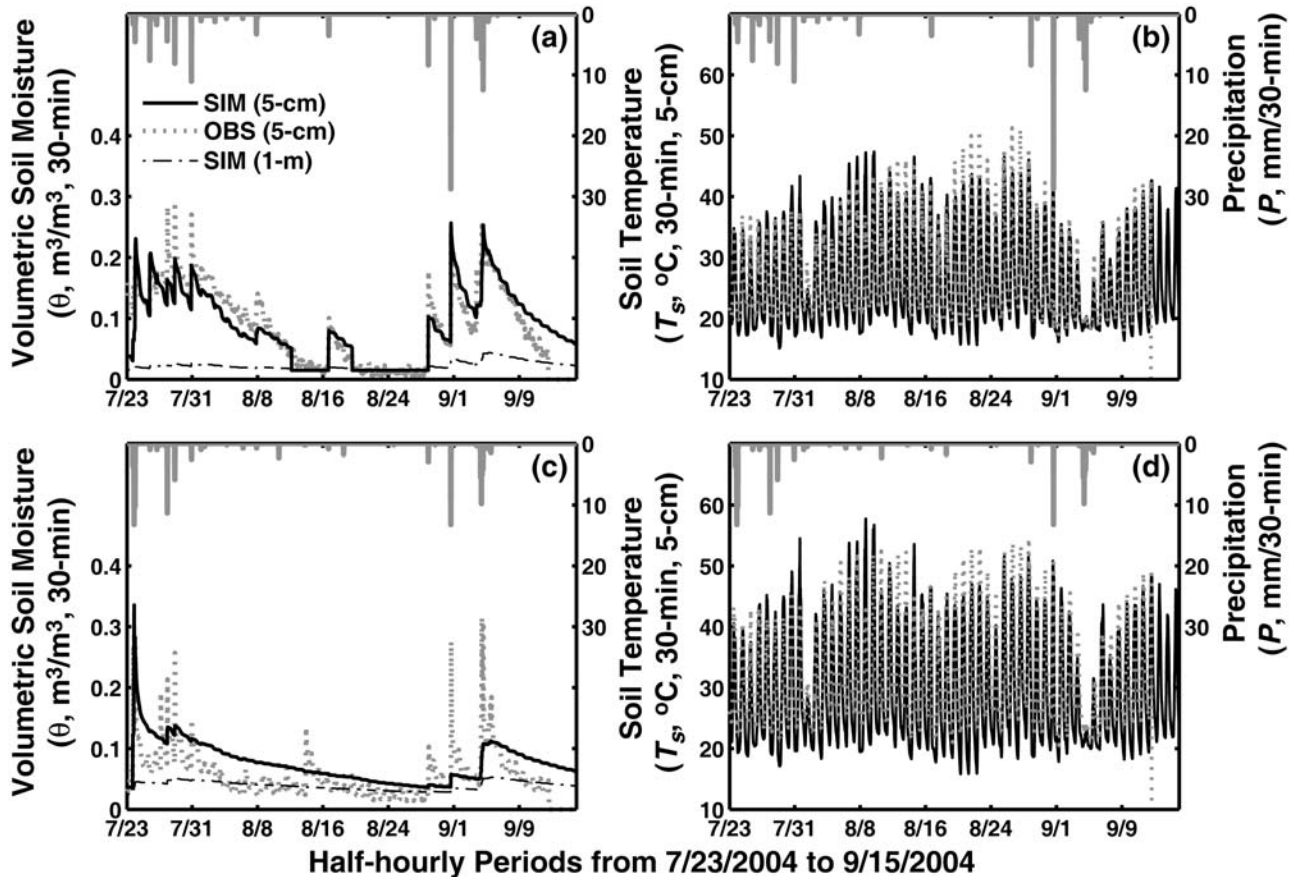 Volumetric Soil Moisture
(θ, m³/m³, 30-min)
0.4
0.3
0.2
0.1
0
(a)
SIM (5-cm)
OBS (5-cm)
SIM (1-m)
0
10
20
30
7/23 7/31 8/8 8/16 8/24 9/1 9/9
Soil Temperature
(Ts, °C, 30-min, 5-cm)
60
50
40
30
20
10
(b)
0
10
20
30
Precipitation
(P, mm/30-min)
7/23 7/31 8/8 8/16 8/24 9/1 9/9
Volumetric Soil Moisture
(θ, m³/m³, 30-min)
0.4
0.3
0.2
0.1
0
(c)
0
10
20
30
7/23 7/31 8/8 8/16 8/24 9/1 9/9
Soil Temperature
(Ts, °C, 30-min, 5-cm)
60
50
40
30
20
10
(d)
0
10
20
30
Precipitation
(P, mm/30-min)
7/23 7/31 8/8 8/16 8/24 9/1 9/9
Half-hourly Periods from 7/23/2004 to 9/15/2004